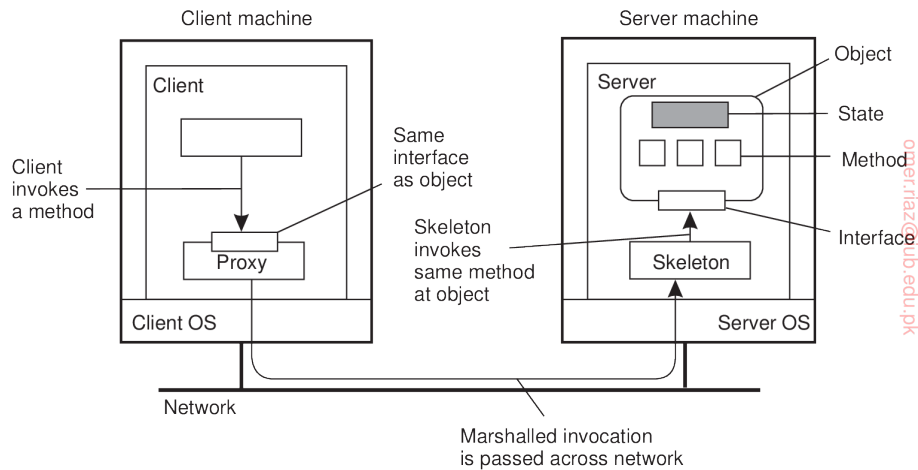 Client machine
Server machine
Client
Server
Object
State
Method
Interface
Client
invokes
a method
Same
interface
as object
Proxy
Skeleton
invokes
same method
at object
Skeleton
Client OS
Server OS
Network
Marshalled invocation
is passed across network
omer.riaz@iub.edu.pk